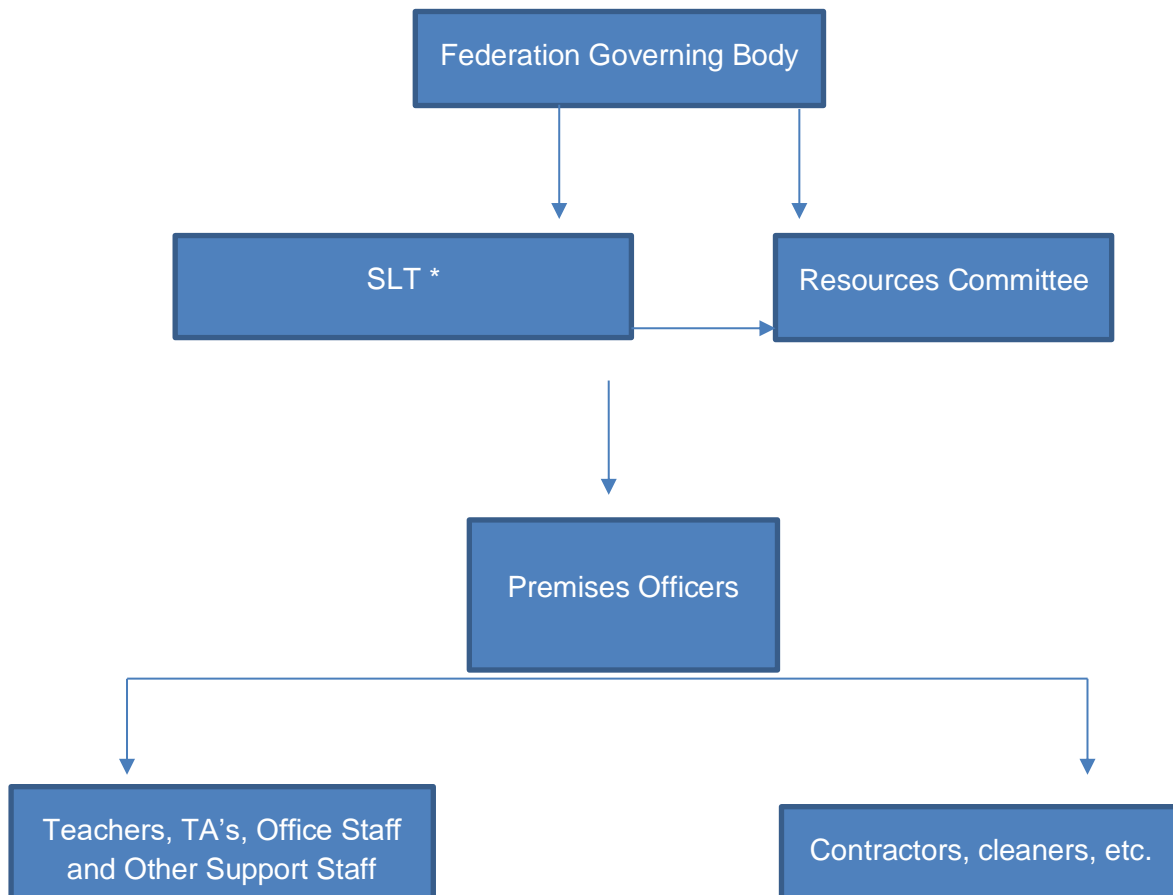 Federation Governing Body
SLT *
Resources Committee
Premises Officers
Teachers, TA’s, Office Staff
and Other Support Staff
Contractors, cleaners, etc.